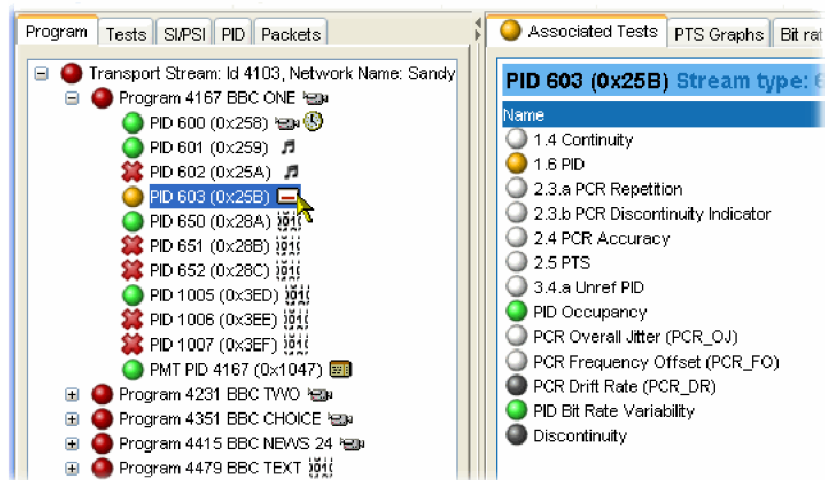 Program Tests SI/PSI PID Packets
Transport Stream: Id 4103, Network Name: Sandy
Program 4167 BBC ONE
PID 600 (0x258)
PID 601 (0x259)
PID 602 (0x25A)
PID 603 (0x25B)
PID 650 (0x28A)
PID 651 (0x28B)
PID 652 (0x28C)
PID 1005 (0x3ED)
PID 1006 (0x3EE)
PID 1007 (0x3EF)
PMT PID 4167 (0x1047)
Program 4231 BBC TWO
Program 4351 BBC CHOICE
Program 4415 BBC NEWS 24
Program 4479 BBC TEXT
Associated Tests PTS Graphs Bit rat
PID 603 (0x25B) Stream type:
Name
1.4 Continuity
1.6 PID
2.3.a PCR Repetition
2.3.b PCR Discontinuity Indicator
2.4 PCR Accuracy
2.5 PTS
3.4.a Unref PID
PID Occupancy
PCR Overall Jitter (PCR_OJ)
PCR Frequency Offset (PCR_FO)
PCR Drift Rate (PCR_DR)
PID Bit Rate Variability
Discontinuity